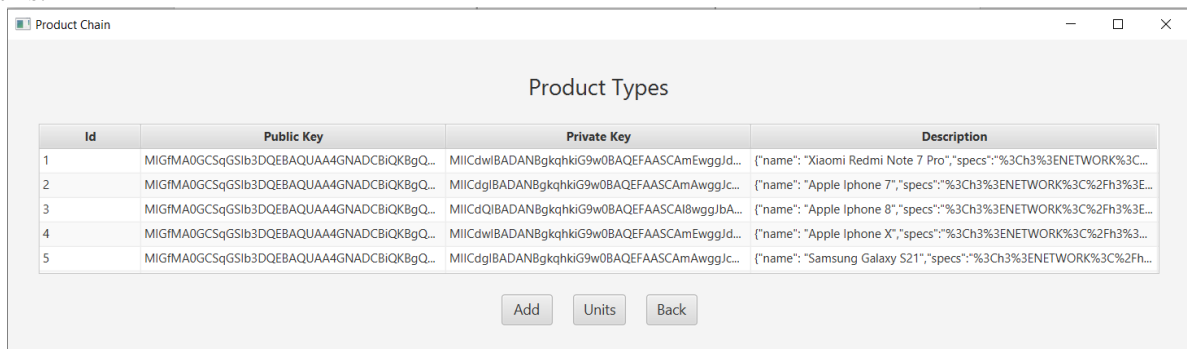 Product Chain
Product Types
Id Public Key Private Key Description
1 MIGfMA0GCSqGSIb3DQEBAQUAA4GNADCBiQKBgQ... MIICdwIBADANBgkqhkiG9w0BAQEFAASCAmEwggJd... {"name": "Xiaomi Redmi Note 7 Pro","specs":"%3Ch3%3ENETWORK%3C...
2 MIGfMA0GCSqGSIb3DQEBAQUAA4GNADCBiQKBgQ... MIICdgIBADANBgkqhkiG9w0BAQEFAASCAmAwggJc... {"name": "Apple Iphone 7","specs":"%3Ch3%3ENETWORK%3C%2Fh3%3E...
3 MIGfMA0GCSqGSIb3DQEBAQUAA4GNADCBiQKBgQ... MIICdQIBADANBgkqhkiG9w0BAQEFAASCAl8wggJbA... {"name": "Apple Iphone 8","specs":"%3Ch3%3ENETWORK%3C%2Fh3%3E...
4 MIGfMA0GCSqGSIb3DQEBAQUAA4GNADCBiQKBgQ... MIICdwIBADANBgkqhkiG9w0BAQEFAASCAmEwggJd... {"name": "Apple Iphone X","specs":"%3Ch3%3ENETWORK%3C%2Fh3%3...
5 MIGfMA0GCSqGSIb3DQEBAQUAA4GNADCBiQKBgQ... MIICdgIBADANBgkqhkiG9w0BAQEFAASCAmAwggJc... {"name": "Samsung Galaxy S21","specs":"%3Ch3%3ENETWORK%3C%2Fh...
Add Units Back